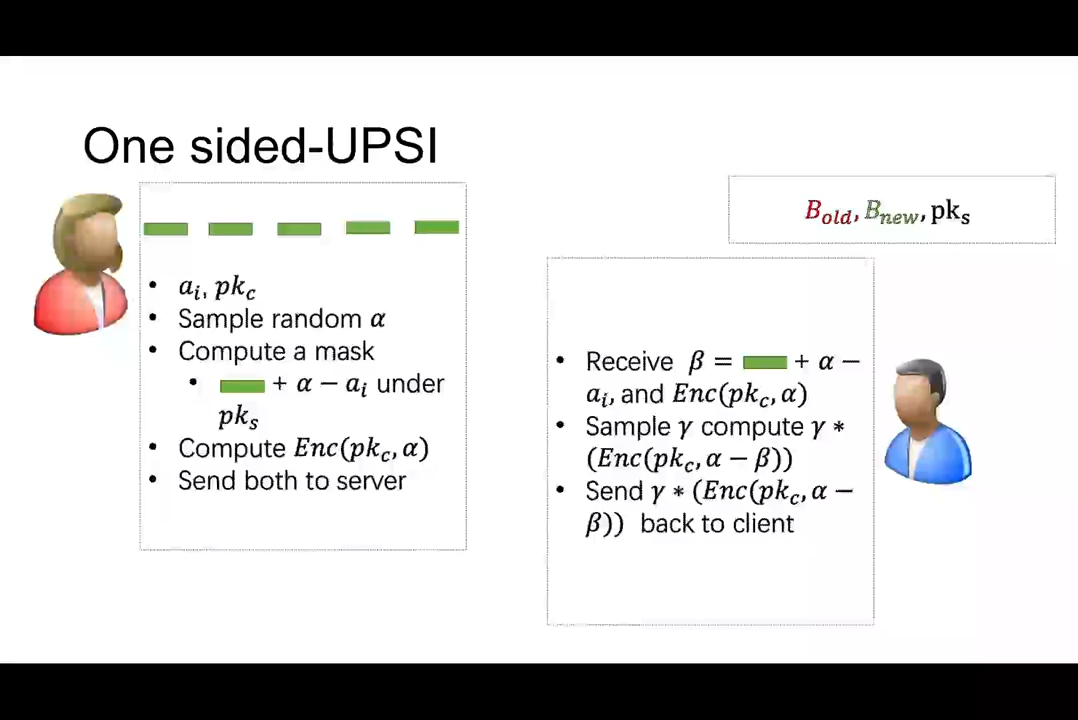 One sided-UPSI
B_old, B_new, pk_s
• a_i, pk_c
• Sample random α
• Compute a mask
• + α − a_i under
pk_s
• Compute Enc(pk_c, α)
• Send both to server
• Receive β = + α −
a_i, and Enc(pk_c, α)
• Sample γ compute γ ∗
(Enc(pk_c, α − β))
• Send γ ∗ (Enc(pk_c, α −
β)) back to client